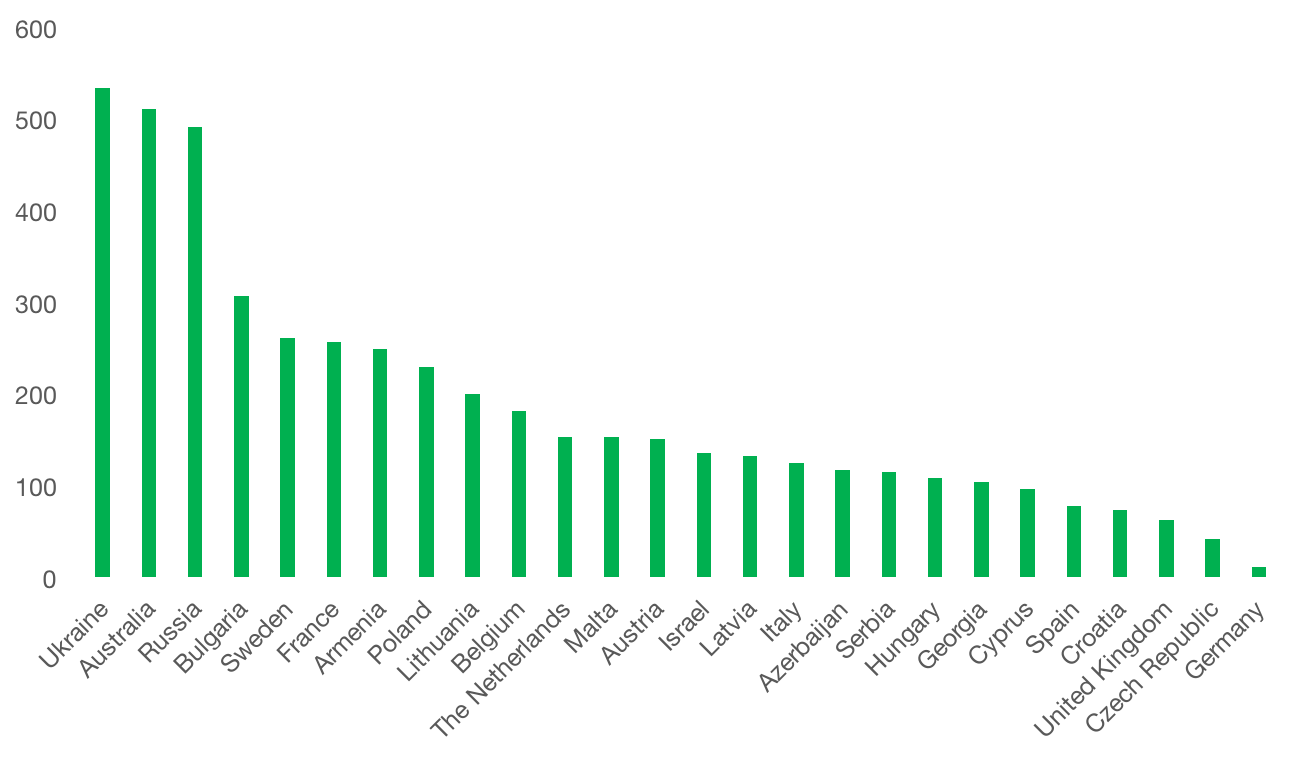 600
500
400
300
200
100
0
Ukraine
Australia
Russia
Bulgaria
Sweden
France
Armenia
Poland
Lithuania
Belgium
The Netherlands
Malta
Austria
Israel
Latvia
Italy
Azerbaijan
Serbia
Hungary
Georgia
Cyprus
Spain
Croatia
United Kingdom
Czech Republic
Germany